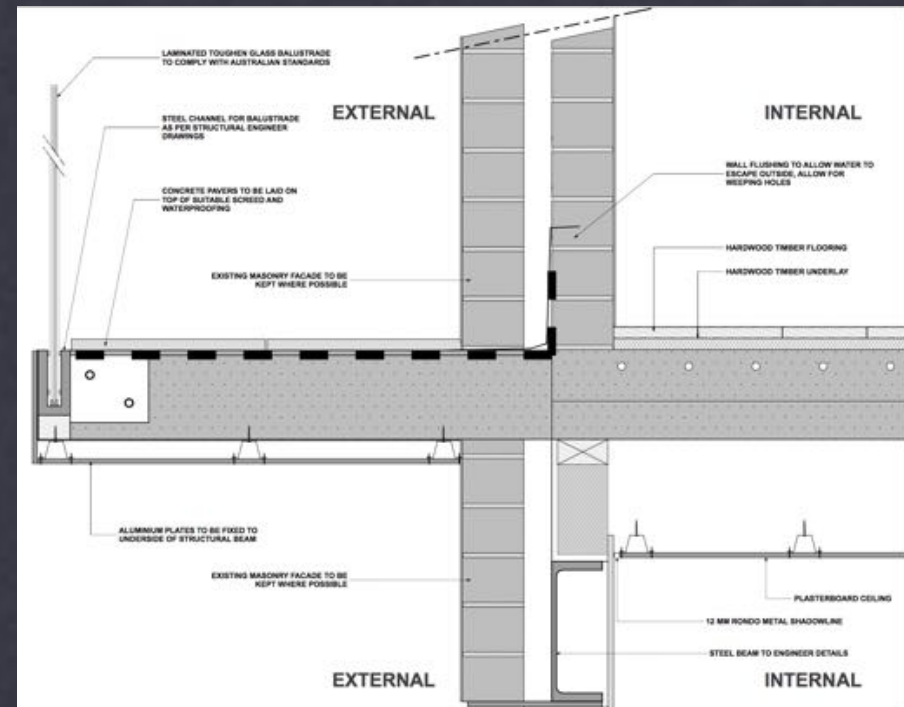 LAMINATED TOUGHEN GLASS BALUSTRADE
TO COMPLY WITH AUSTRALIAN STANDARDS
EXTERNAL
INTERNAL
STEEL CHANNEL FOR BALUSTRADE
AS PER STRUCTURAL ENGINEER
DRAWINGS
WALL FLUSHING TO ALLOW WATER TO
ESCAPE OUTSIDE, ALLOW FOR
WEEPING HOLES
CONCRETE PAVERS TO BE LAID ON
TOP OF SUITABLE SCREED AND
WATERPROOFING
HARDWOOD TIMBER FLOORING
HARDWOOD TIMBER UNDERLAY
EXISTING MASONRY FACADE TO BE
KEPT WHERE POSSIBLE
ALUMINIUM PLATES TO BE FIXED TO
UNDERSIDE OF STRUCTURAL BEAM
EXISTING MASONRY FACADE TO BE
KEPT WHERE POSSIBLE
PLASTERBOARD CEILING
12 MM RONDO METAL SHADOWLINE
STEEL BEAM TO ENGINEER DETAILS
EXTERNAL
INTERNAL